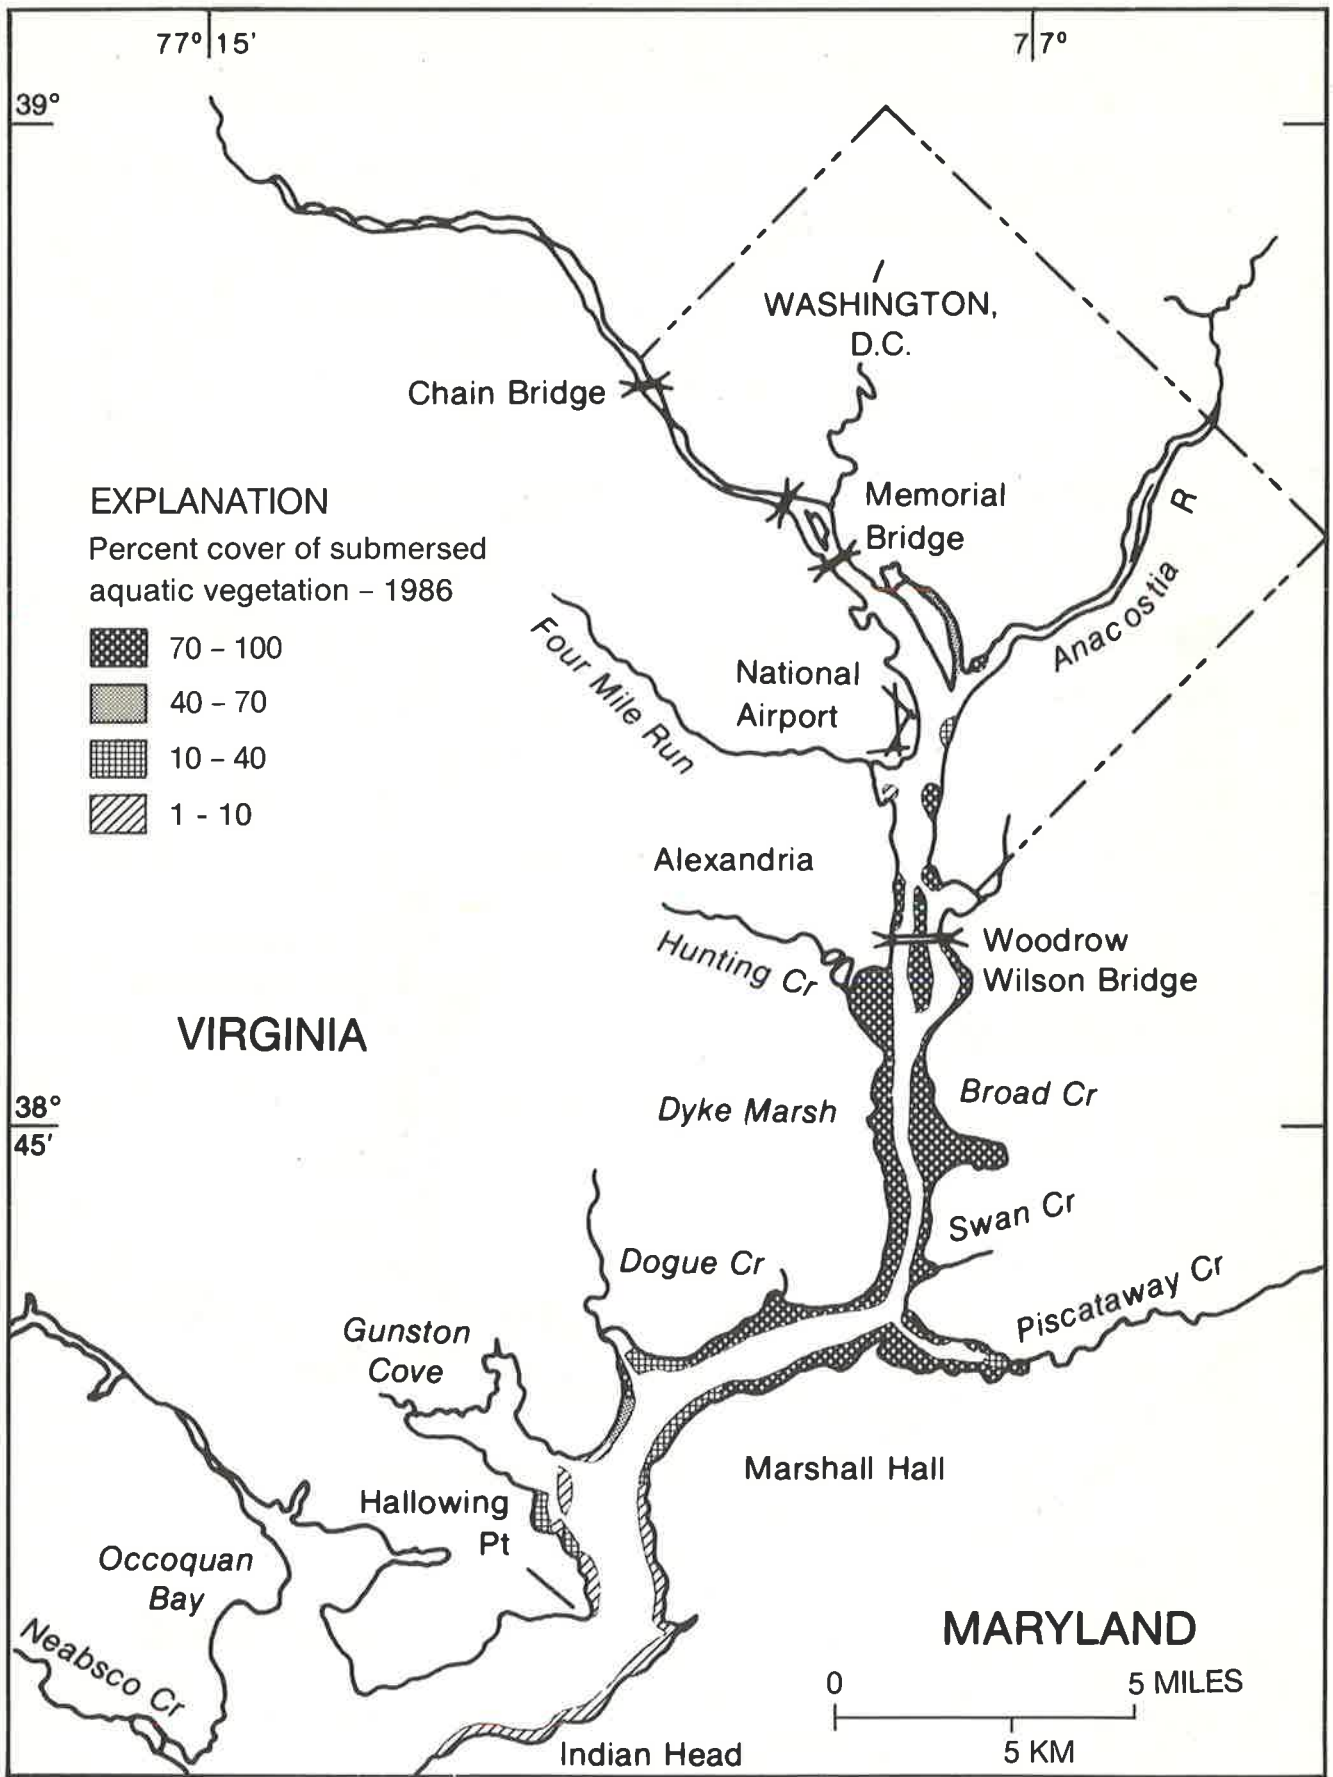 77° 15'
77°
39°
WASHINGTON,
D.C.
Chain Bridge
EXPLANATION
Percent cover of submersed
aquatic vegetation – 1986
70 – 100
40 – 70
10 – 40
1 - 10
Memorial
Bridge
R
Anacostia
Four Mile Run
National
Airport
Alexandria
Hunting Cr
Woodrow
Wilson Bridge
VIRGINIA
38°
45'
Dyke Marsh
Broad Cr
Swan Cr
Dogue Cr
Piscataway Cr
Gunston
Cove
Marshall Hall
Hallowing
Pt
Occoquan
Bay
Neabsco Cr
MARYLAND
0 5 MILES
5 KM
Indian Head